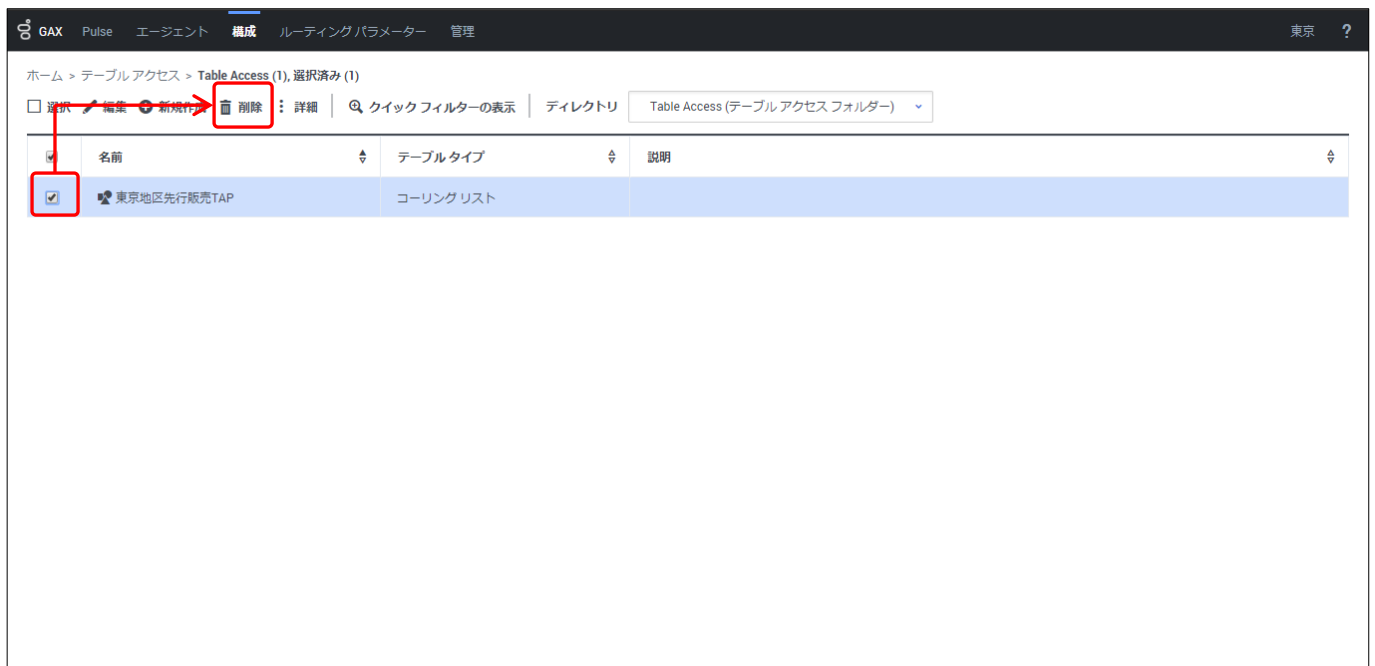 GAX Pulse エージェント 構成 ルーティング パラメーター 管理 東京 ?
ホーム > テーブル アクセス > Table Access (1), 選択済み (1)
選択 編集 新規作成 削除 詳細 クイック フィルターの表示 ディレクトリ Table Access (テーブル アクセス フォルダー)
名前 テーブル タイプ 説明
東京地区先行販売TAP コーリング リスト